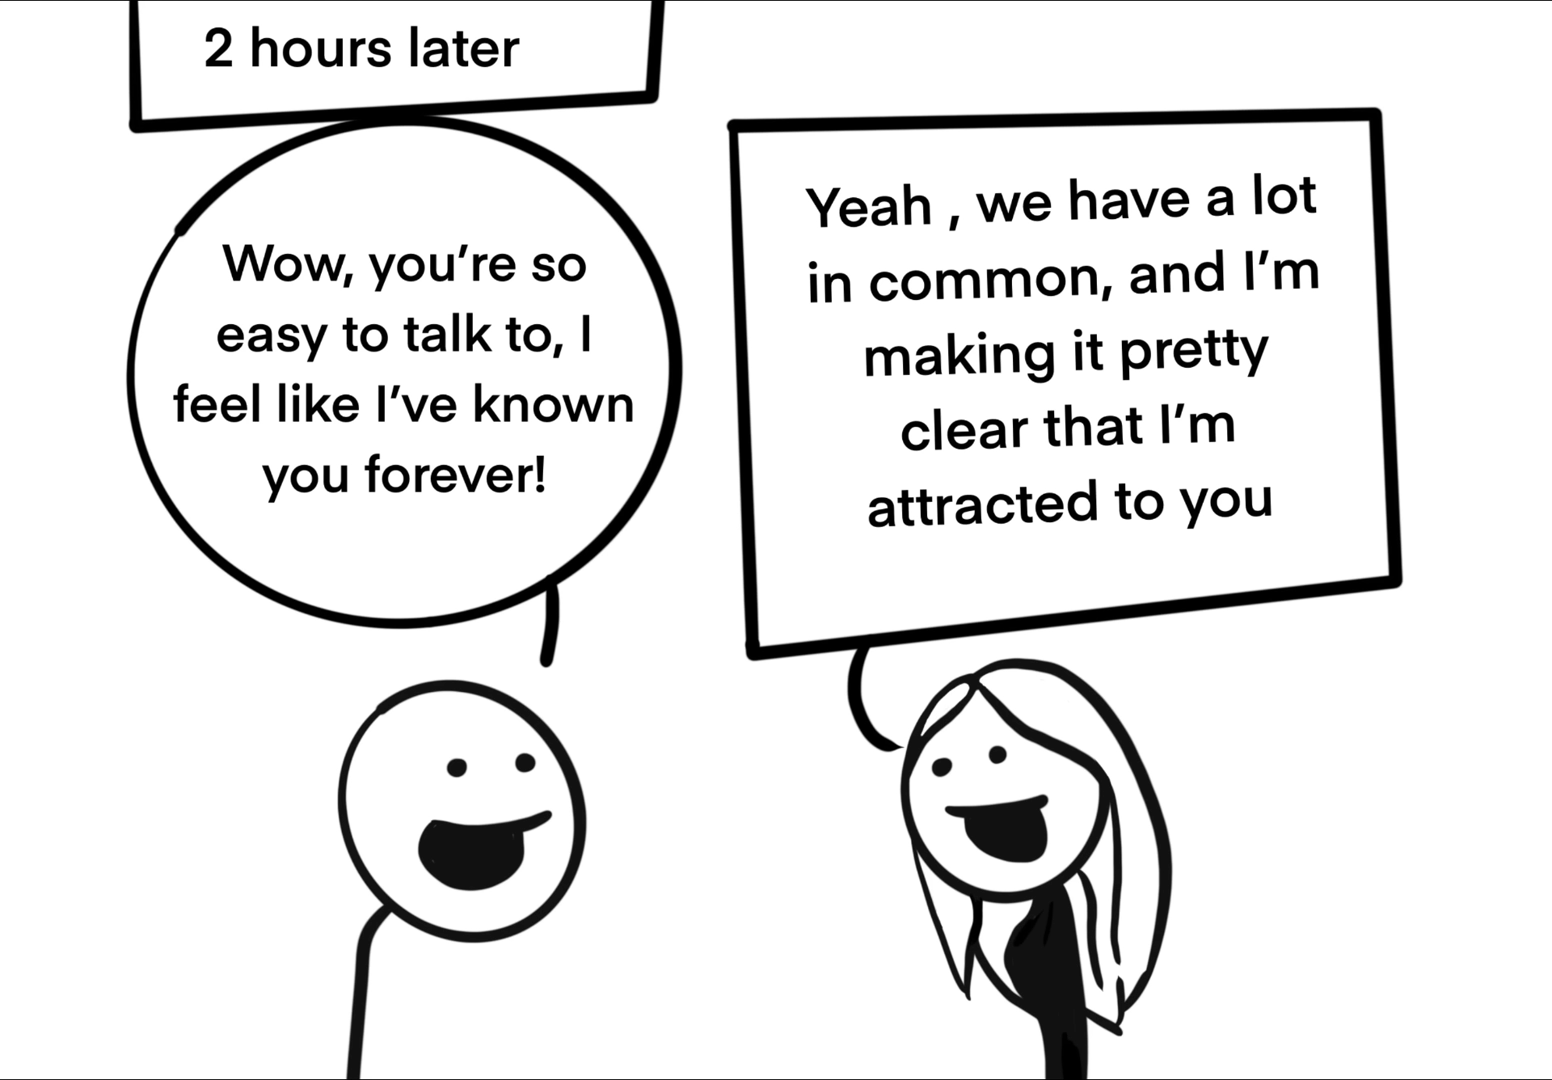 2 hours later
Wow, you're so
easy to talk to, I
feel like I've known
you forever!
Yeah , we have a lot
in common, and I'm
making it pretty
clear that I'm
attracted to you